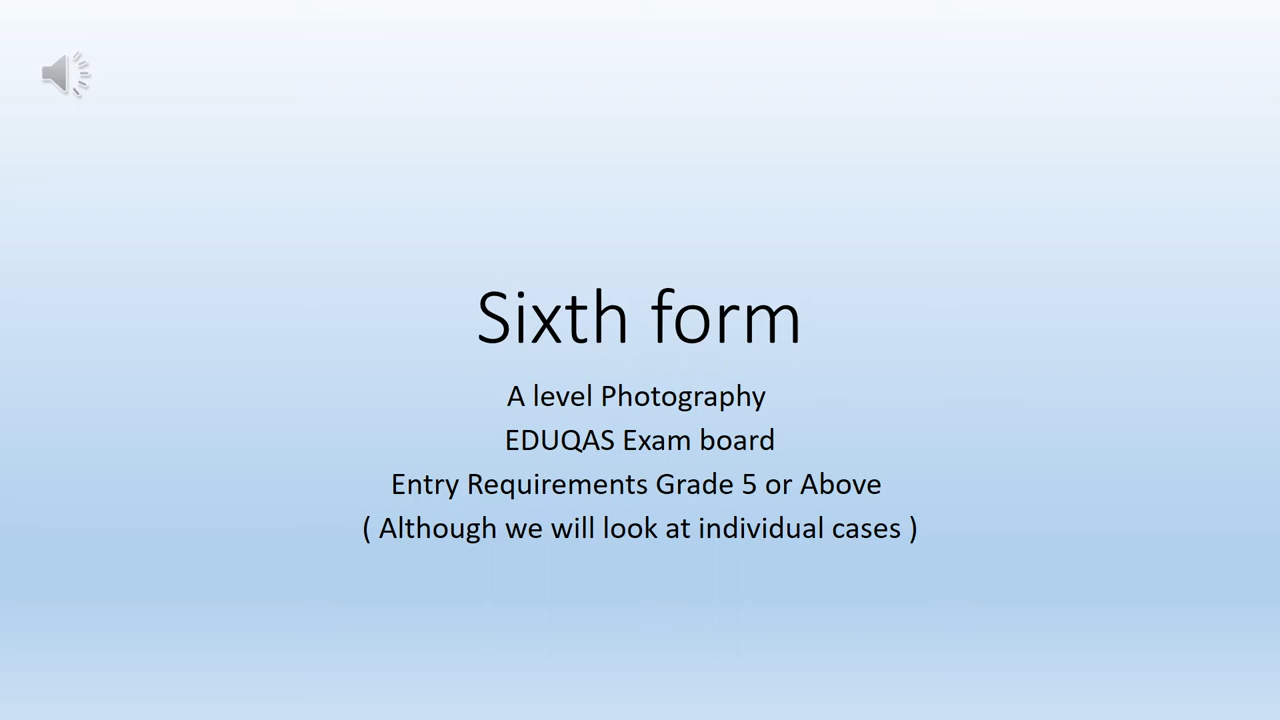 Sixth form
A level Photography
EDUQAS Exam board
Entry Requirements Grade 5 or Above
( Although we will look at individual cases )